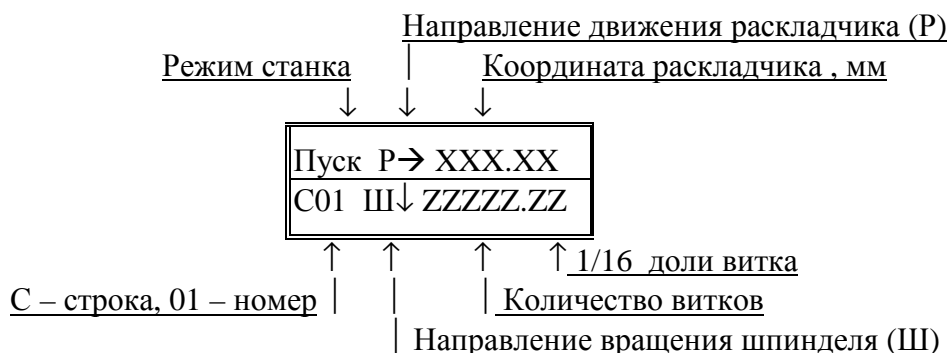 Направление движения раскладчика (Р)
Режим станка | Координата раскладчика , мм
↓ ↓ ↓
Пуск Р→ XXX.XX
С01 Ш↓ ZZZZZ.ZZ
↑ ↑ ↑ ↑ 1/16 доли витка
С – строка, 01 – номер | | | Количество витков
| Направление вращения шпинделя (Ш)